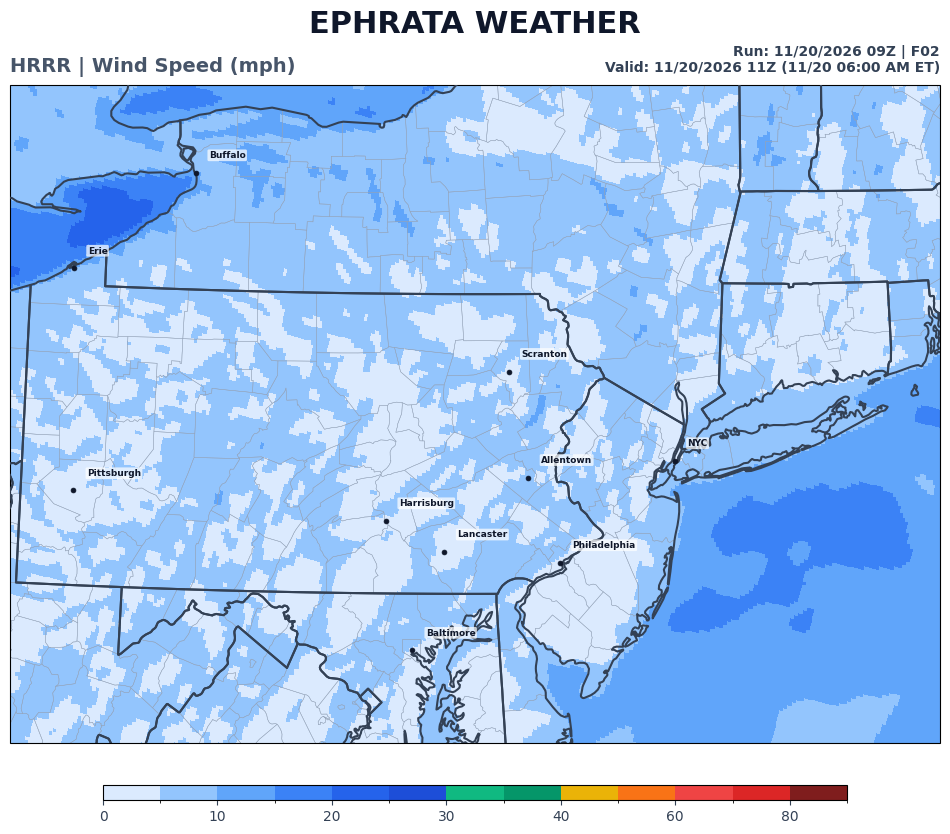 EPHRATA WEATHER
HRRR | Wind Speed (mph)
Run: 11/20/2026 09Z | F02
Valid: 11/20/2026 11Z (11/20 06:00 AM ET)
Buffalo
Erie
Scranton
NYC
Allentown
Pittsburgh
Harrisburg
Lancaster
Philadelphia
Baltimore
0 10 20 30 40 60 80